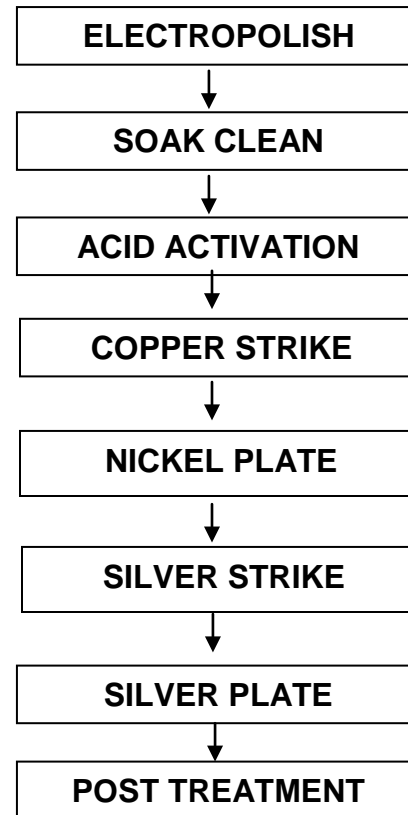 ELECTROPOLISH
SOAK CLEAN
ACID ACTIVATION
COPPER STRIKE
NICKEL PLATE
SILVER STRIKE
SILVER PLATE
POST TREATMENT